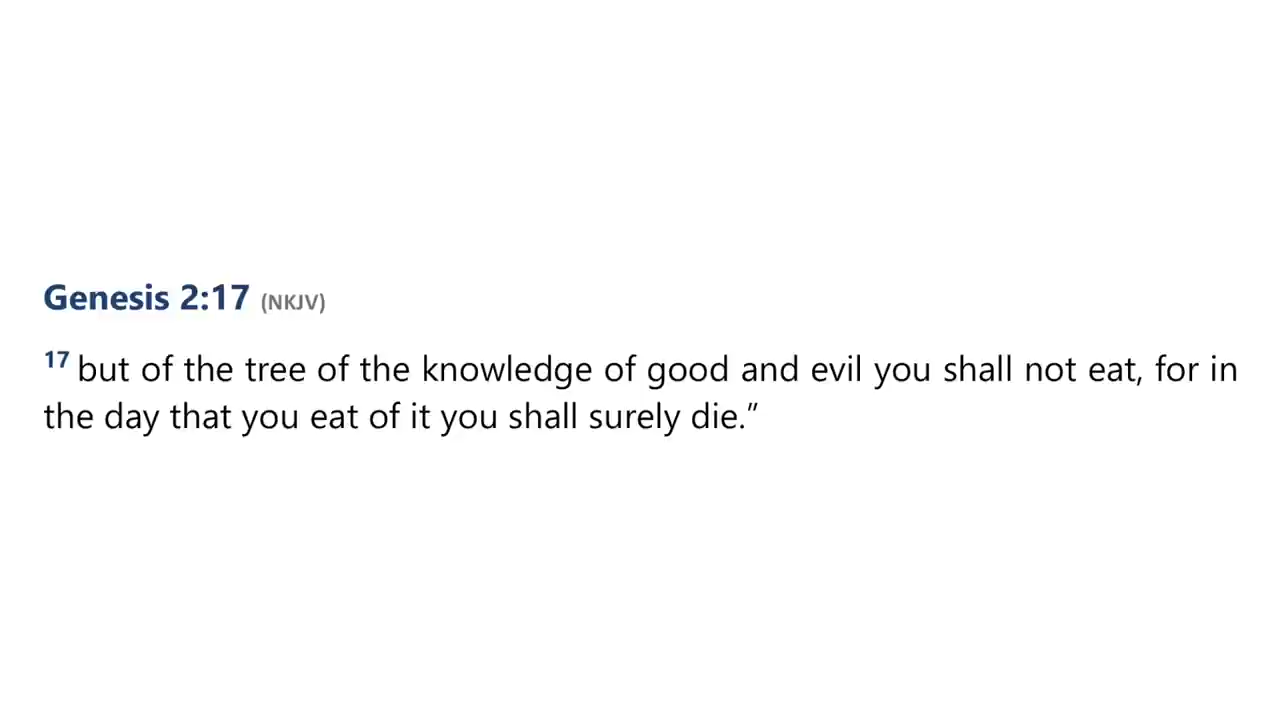 Genesis 2:17 (NKJV)
17 but of the tree of the knowledge of good and evil you shall not eat, for in
the day that you eat of it you shall surely die.”